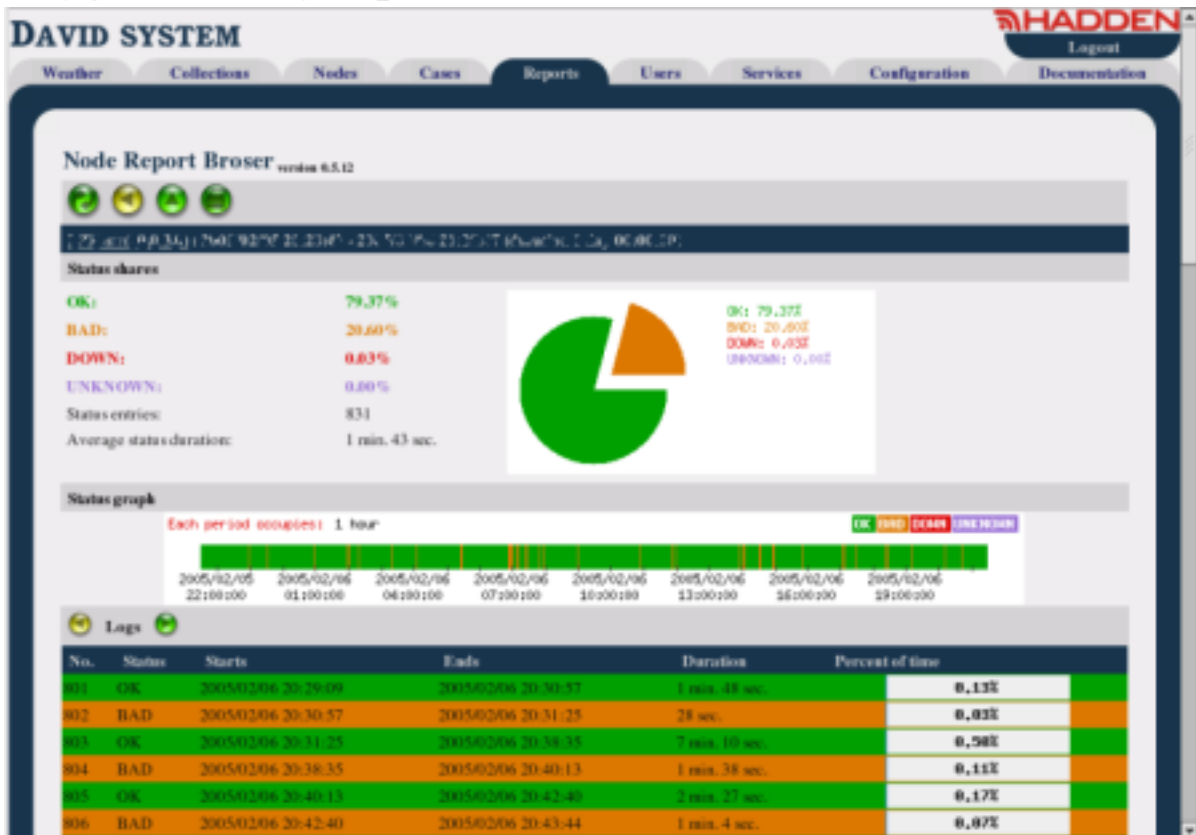 DAVID SYSTEM
HADDEN
Logout
Weather Collections Nodes Cases Reports Users Services Configuration Documentation
Node Report Broser version 0.5.12
Status shares
OK: 79.37%
BAD: 20.60%
DOWN: 0.03%
UNKNOWN: 0.00%
Status entries: 831
Average status duration: 1 min. 43 sec.
OK: 79.37%
BAD: 20.60%
DOWN: 0.03%
UNKNOWN: 0.00%
Status graph
Each period occupies: 1 hour
OK BAD DOWN UNKNOWN
2005/02/05 2005/02/06 2005/02/06 2005/02/06 2005/02/06 2005/02/06 2005/02/06 2005/02/06
22:00:00 01:00:00 04:00:00 07:00:00 10:00:00 13:00:00 16:00:00 19:00:00
Logs
No. Status Starts Ends Duration Percent of time
801 OK 2005/02/06 20:29:09 2005/02/06 20:30:57 1 min. 48 sec. 0.13%
802 BAD 2005/02/06 20:30:57 2005/02/06 20:31:25 28 sec. 0.03%
803 OK 2005/02/06 20:31:25 2005/02/06 20:38:35 7 min. 10 sec. 0.50%
804 BAD 2005/02/06 20:38:35 2005/02/06 20:40:13 1 min. 38 sec. 0.11%
805 OK 2005/02/06 20:40:13 2005/02/06 20:42:40 2 min. 27 sec. 0.17%
806 BAD 2005/02/06 20:42:40 2005/02/06 20:43:44 1 min. 4 sec. 0.07%